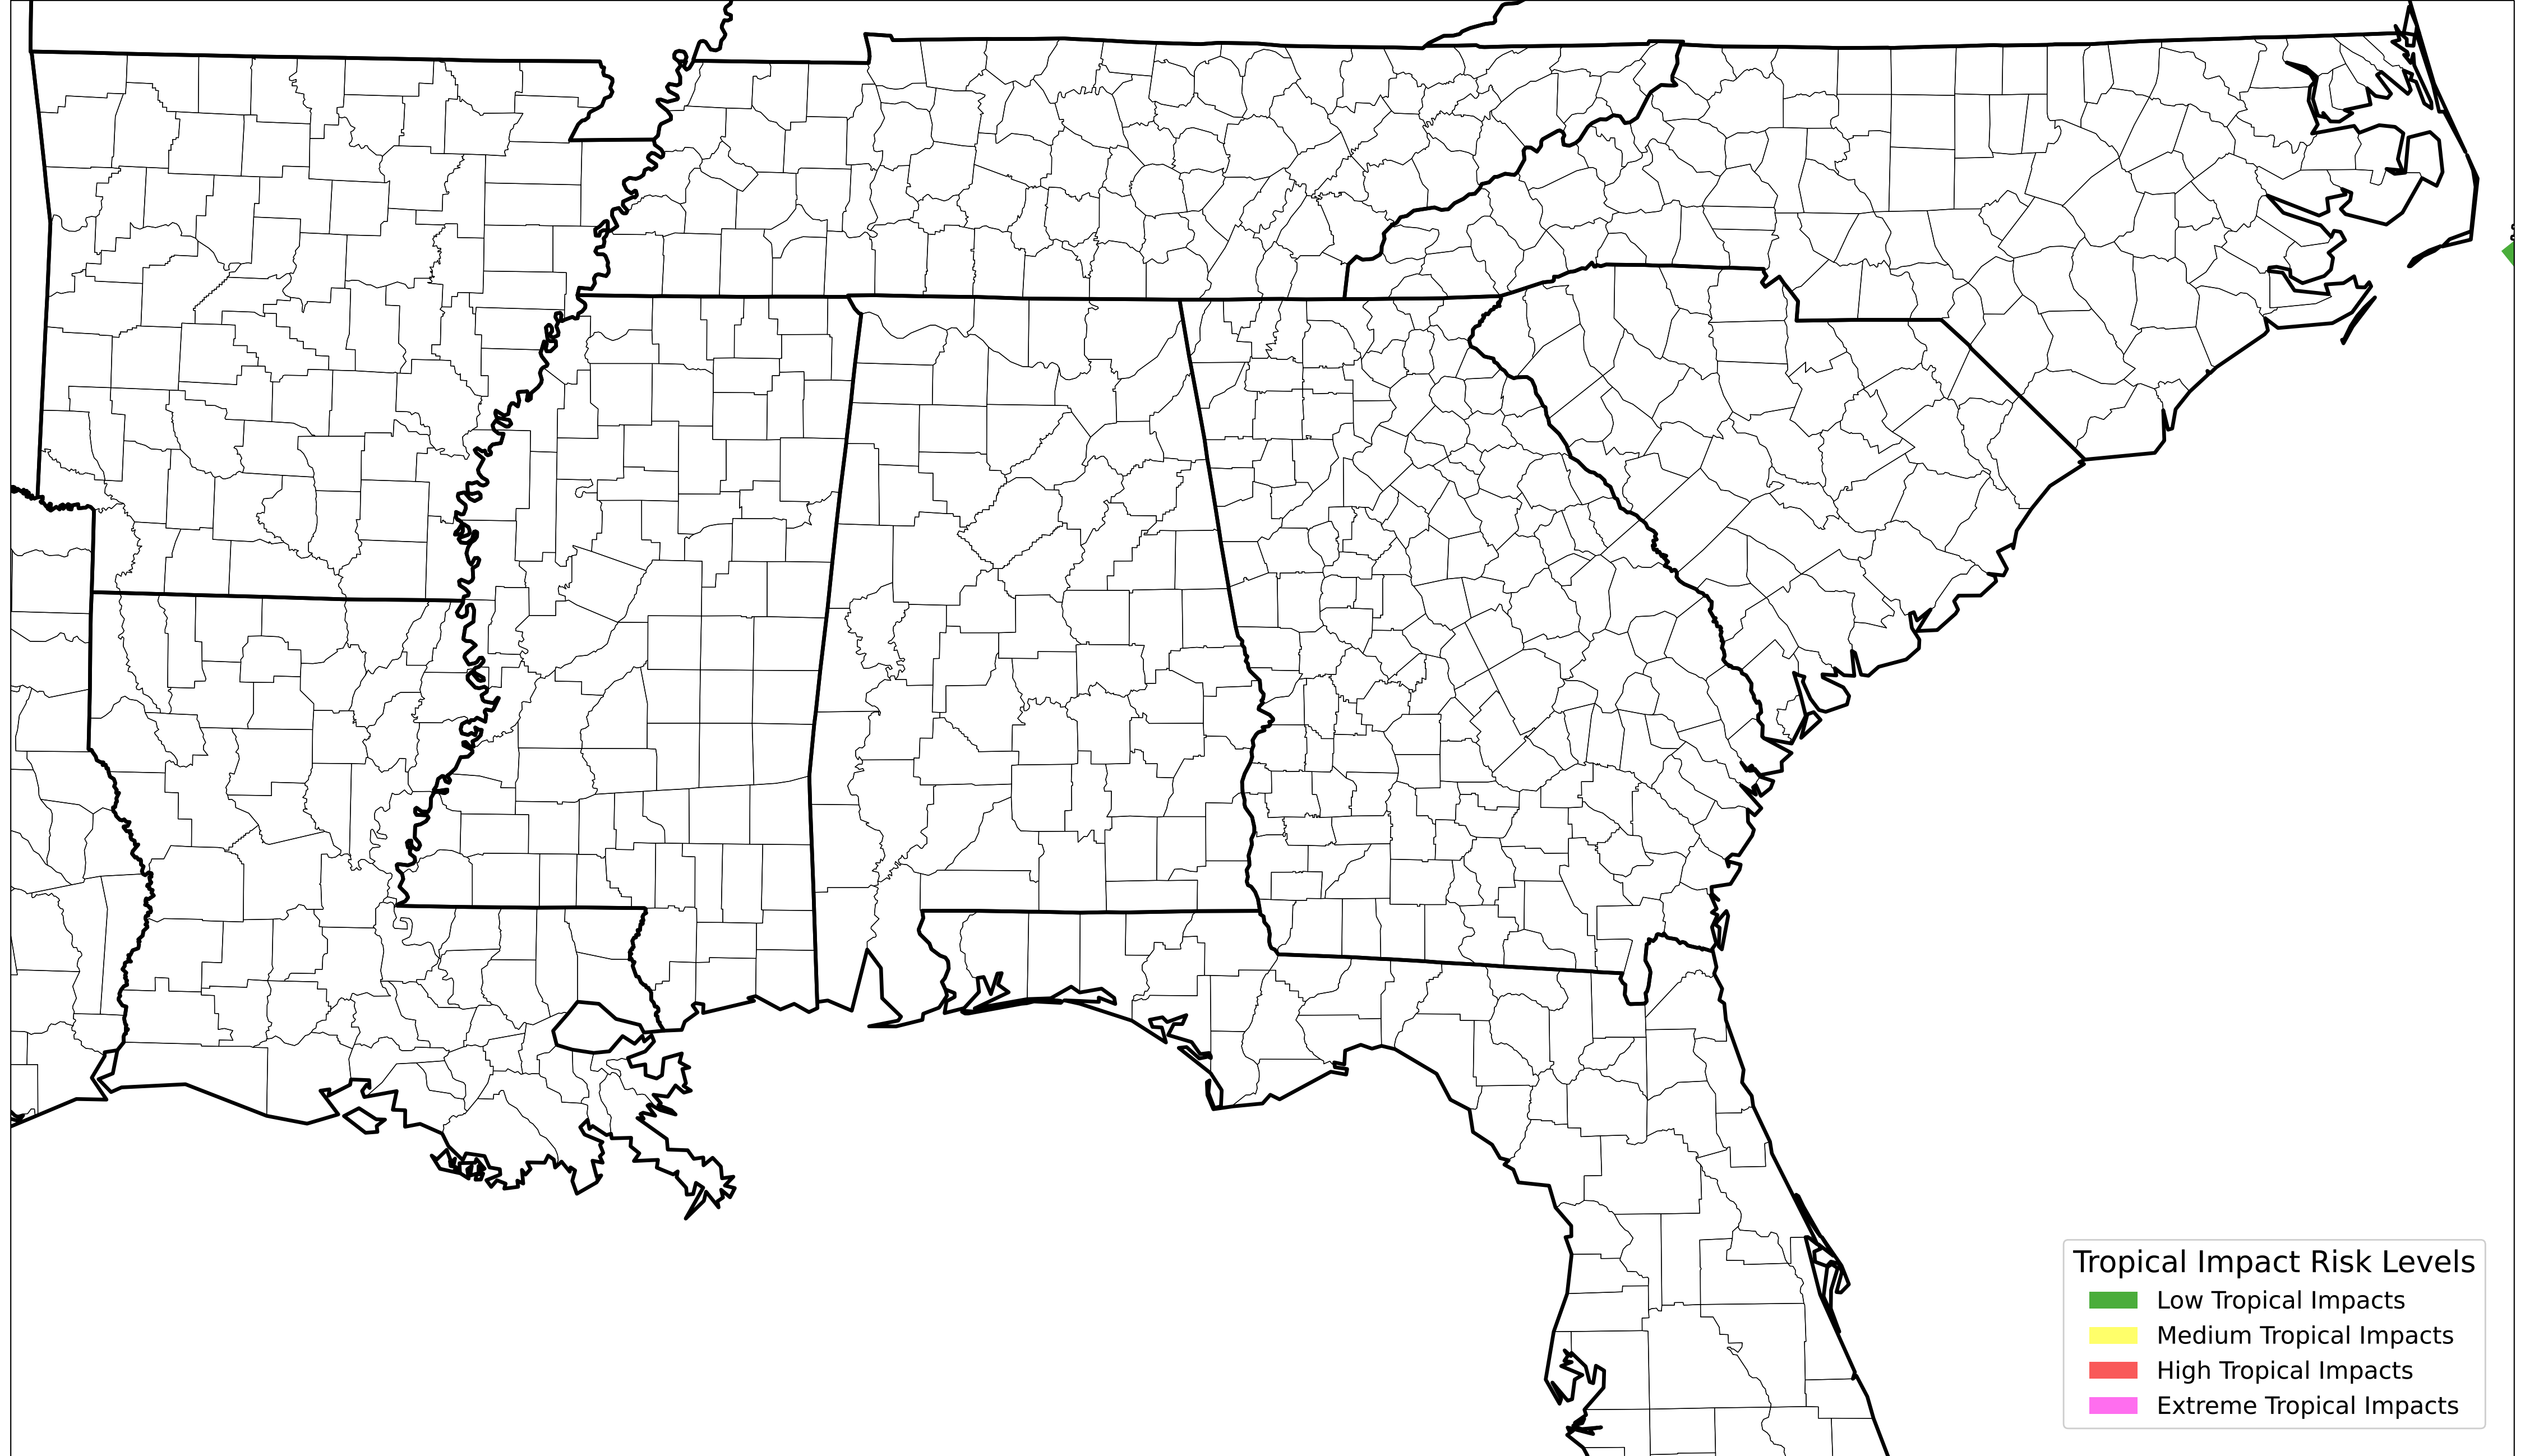 Tropical Impact Risk Levels
Low Tropical Impacts
Medium Tropical Impacts
High Tropical Impacts
Extreme Tropical Impacts